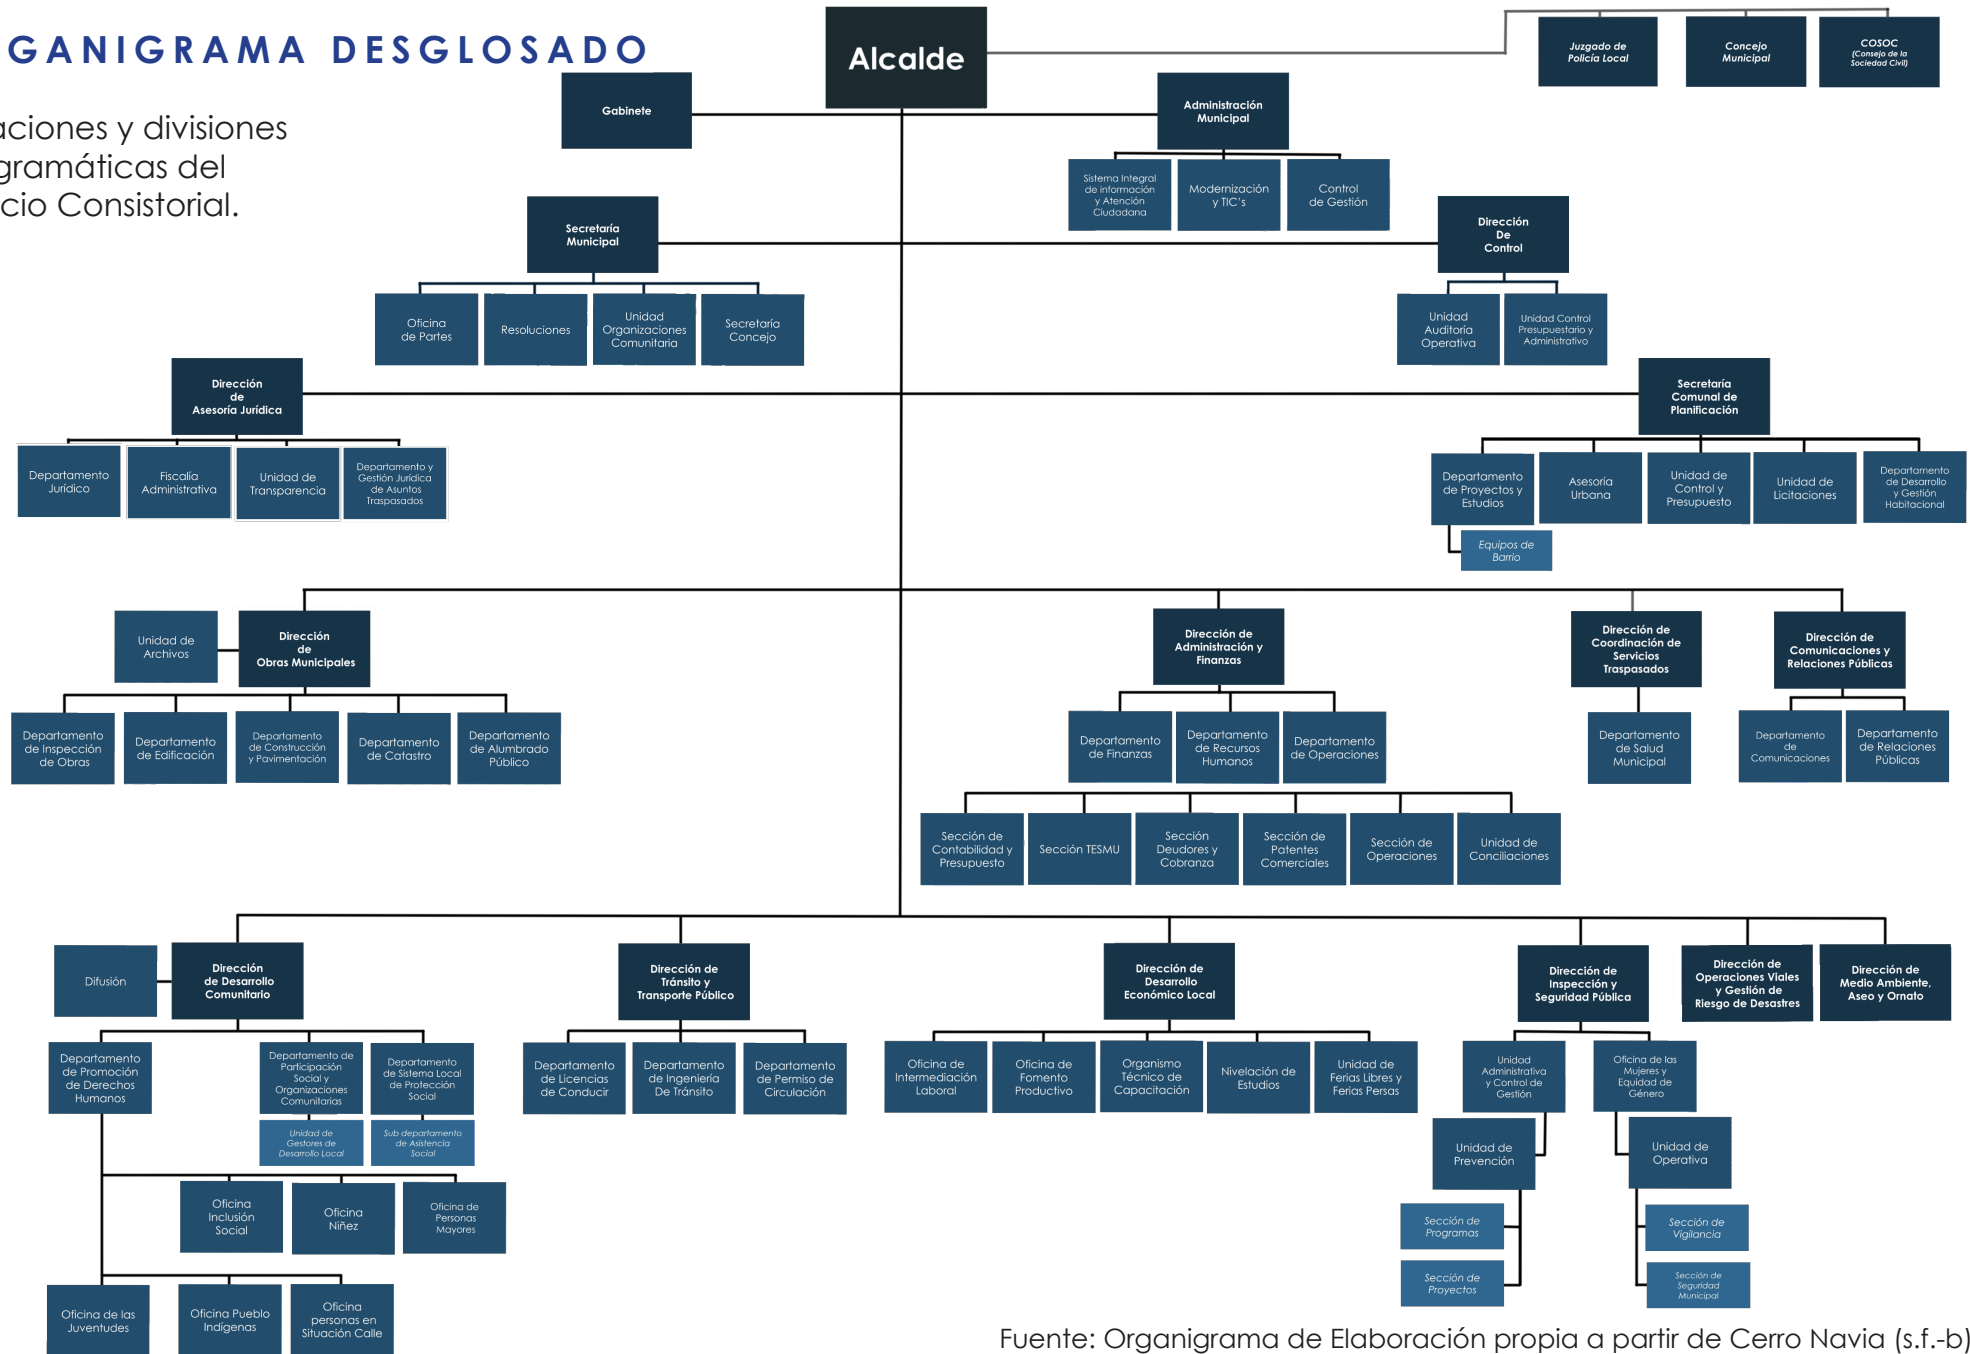 GANIGRAMA DESGLOSADO
aciones y divisiones
gramáticas del
cio Consistorial.
Alcalde
Juzgado de
Policía Local
Concejo
Municipal
COSOC
(Consejo de la
Sociedad Civil)
Gabinete
Administración
Municipal
Sistema Integral
de información
y Atención
Ciudadana
Modernización
y TIC's
Control
de Gestión
Secretaría
Municipal
Dirección
De
Control
Oficina
de Partes
Resoluciones
Unidad
Organizaciones
Comunitaria
Secretaría
Concejo
Unidad
Auditoría
Operativa
Unidad Control
Presupuestario y
Administrativo
Dirección
de
Asesoría Jurídica
Secretaría
Comunal de
Planificación
Departamento
Jurídico
Fiscalía
Administrativa
Unidad de
Transparencia
Departamento y
Gestión Jurídica
de Asuntos
Traspasados
Departamento
de Proyectos y
Estudios
Asesoría
Urbana
Unidad de
Control y
Presupuesto
Unidad de
Licitaciones
Departamento
de Desarrollo
y Gestión
Habitacional
Equipos de
Barrio
Unidad de
Archivos
Dirección
de
Obras Municipales
Dirección de
Administración y
Finanzas
Dirección de
Coordinación de
Servicios
Traspasados
Dirección de
Comunicaciones y
Relaciones Públicas
Departamento
de Inspección
de Obras
Departamento
de Edificación
Departamento
de Construcción
y Pavimentación
Departamento
de Catastro
Departamento
de Alumbrado
Público
Departamento
de Finanzas
Departamento
de Recursos
Humanos
Departamento
de Operaciones
Departamento
de Salud
Municipal
Departamento
de
Comunicaciones
Departamento
de Relaciones
Públicas
Sección de
Contabilidad y
Presupuesto
Sección TESMU
Sección
Deudores y
Cobranza
Sección de
Patentes
Comerciales
Sección de
Operaciones
Unidad de
Conciliaciones
Difusión
Dirección
de Desarrollo
Comunitario
Dirección de
Tránsito y
Transporte Público
Dirección de
Desarrollo
Económico Local
Dirección de
Inspección y
Seguridad Pública
Dirección de
Operaciones Viales
y Gestión de
Riesgo de Desastres
Dirección de
Medio Ambiente,
Aseo y Ornato
Departamento
de Promoción
de Derechos
Humanos
Departamento de
Participación
Social y
Organizaciones
Comunitarias
Departamento
de Sistema Local
de Protección
Social
Departamento
de Licencias
de Conducir
Departamento
de Ingeniería
De Tránsito
Departamento
de Permiso de
Circulación
Oficina de
Intermediación
Laboral
Oficina de
Fomento
Productivo
Organismo
Técnico de
Capacitación
Nivelación de
Estudios
Unidad de
Ferias Libres y
Ferias Persas
Unidad
Administrativa
y Control de
Gestión
Oficina de las
Mujeres y
Equidad de
Género
Unidad de
Gestores de
Desarrollo Local
Sub departamento
de Asistencia
Social
Unidad de
Prevención
Unidad de
Operativa
Oficina
Inclusión
Social
Oficina
Niñez
Oficina de
Personas
Mayores
Sección de
Programas
Sección de
Vigilancia
Sección de
Proyectos
Sección de
Seguridad
Municipal
Oficina de las
Juventudes
Oficina Pueblo
Indígenas
Oficina
personas en
Situación Calle
Fuente: Organigrama de Elaboración propia a partir de Cerro Navia (s.f.-b)